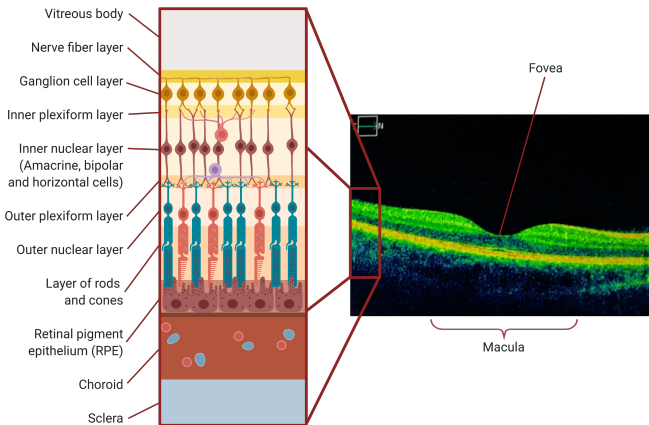 Vitreous body
Nerve fiber layer
Ganglion cell layer
Inner plexiform layer
Inner nuclear layer
(Amacrine, bipolar
and horizontal cells)
Outer plexiform layer
Outer nuclear layer
Layer of rods
and cones
Retinal pigment
epithelium (RPE)
Choroid
Sclera
Fovea
N
Macula